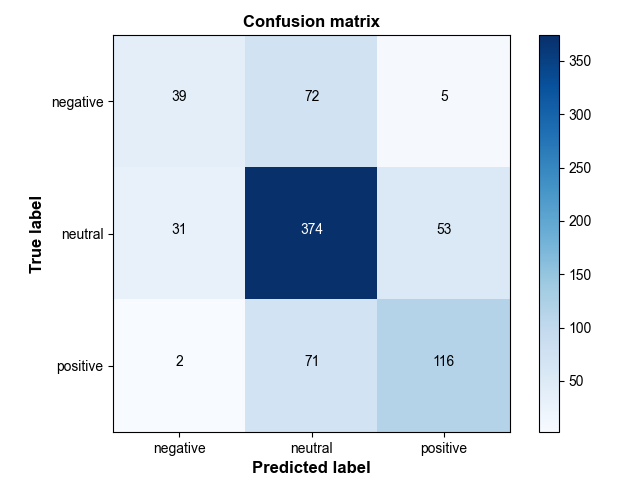 Confusion matrix
negative 39 72 5
neutral 31 374 53
positive 2 71 116
negative neutral positive
True label
Predicted label
350
300
250
200
150
100
50